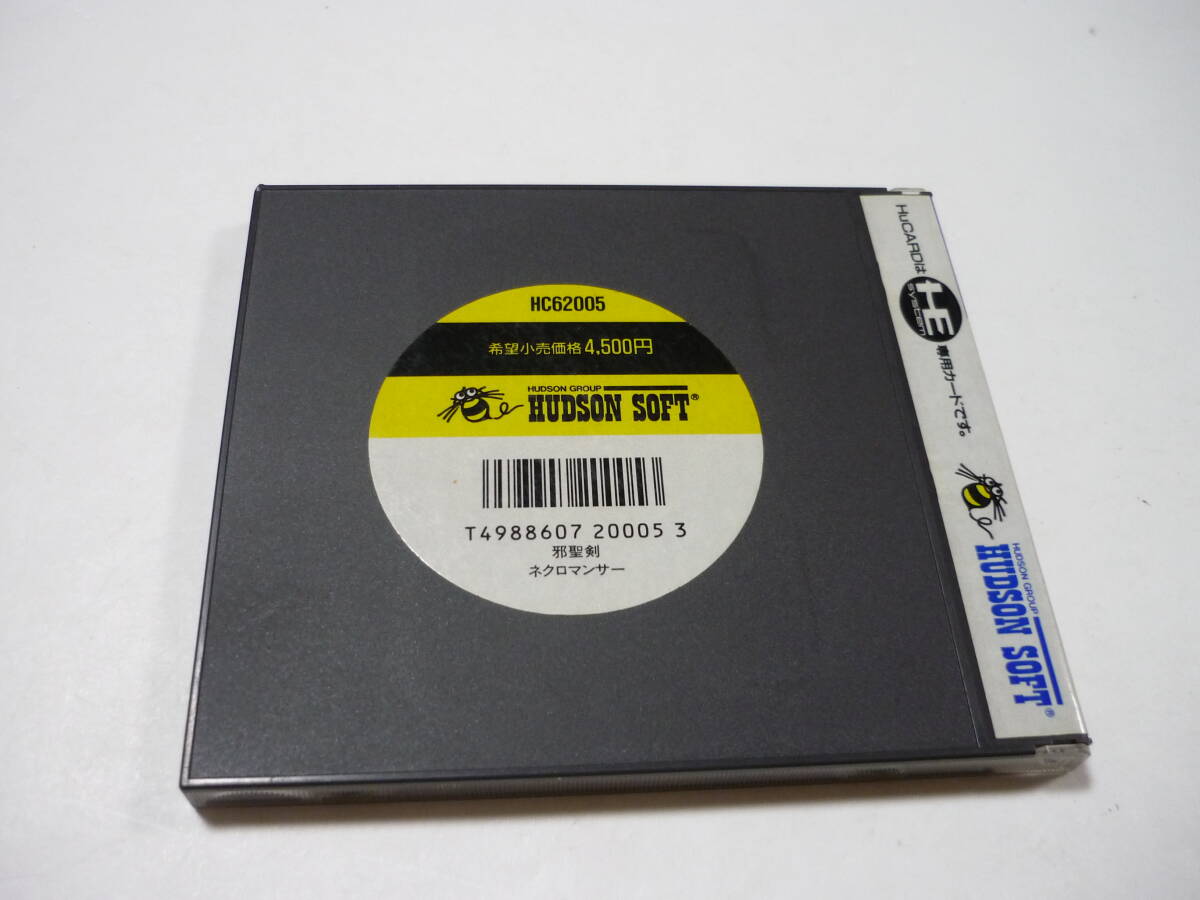 HC62005
希望小売価格 4,500円
HUDSON GROUP
HUDSON SOFT®
T4988607 20005 3
邪聖剣
ネクロマンサー
HuCARDは HE system 専用カードです。
HUDSON GROUP
HUDSON SOFT®